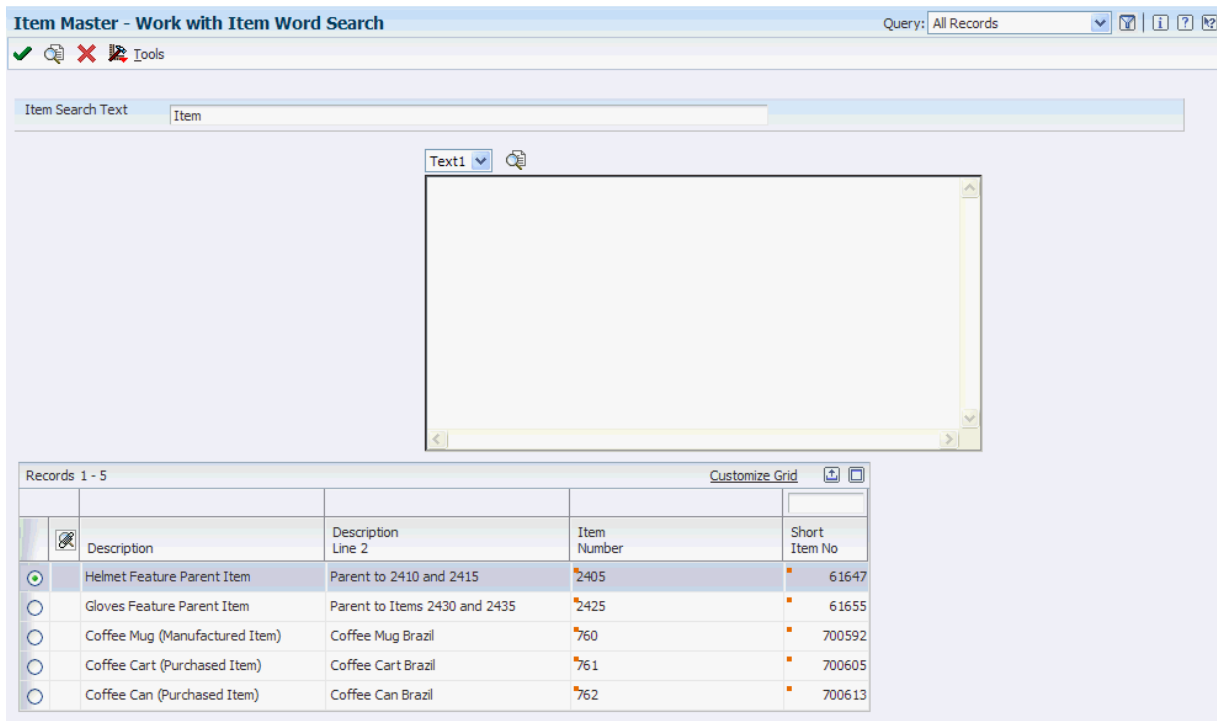 Item Master - Work with Item Word Search
Query: All Records
Tools
Item Search Text Item
Text1
Records 1 - 5 Customize Grid
Description Description Line 2 Item Number Short Item No
Helmet Feature Parent Item Parent to 2410 and 2415 2405 61647
Gloves Feature Parent Item Parent to Items 2430 and 2435 2425 61655
Coffee Mug (Manufactured Item) Coffee Mug Brazil 760 700592
Coffee Cart (Purchased Item) Coffee Cart Brazil 761 700605
Coffee Can (Purchased Item) Coffee Can Brazil 762 700613